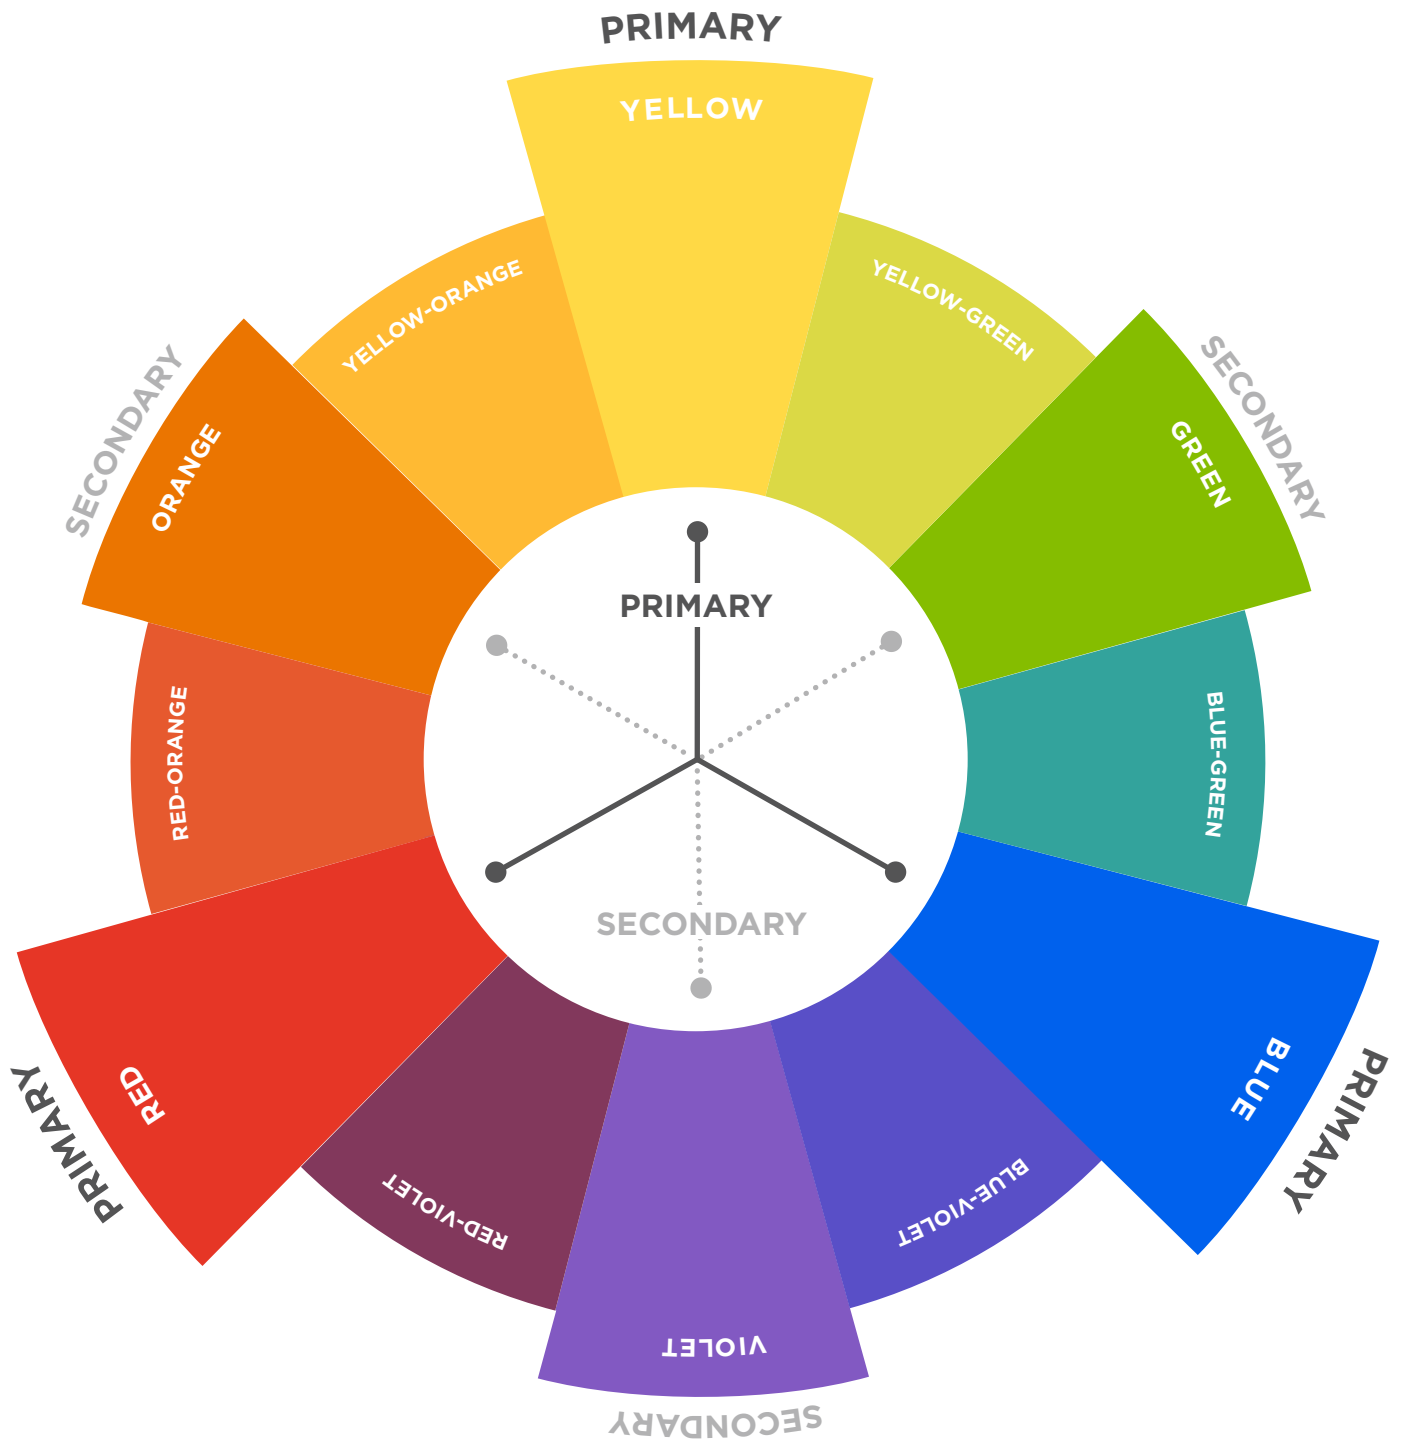 PRIMARY
YELLOW
YELLOW-ORANGE
YELLOW-GREEN
SECONDARY
ORANGE
SECONDARY
GREEN
PRIMARY
RED-ORANGE
BLUE-GREEN
SECONDARY
RED
PRIMARY
BLUE
PRIMARY
RED-VIOLET
BLUE-VIOLET
VIOLET
SECONDARY